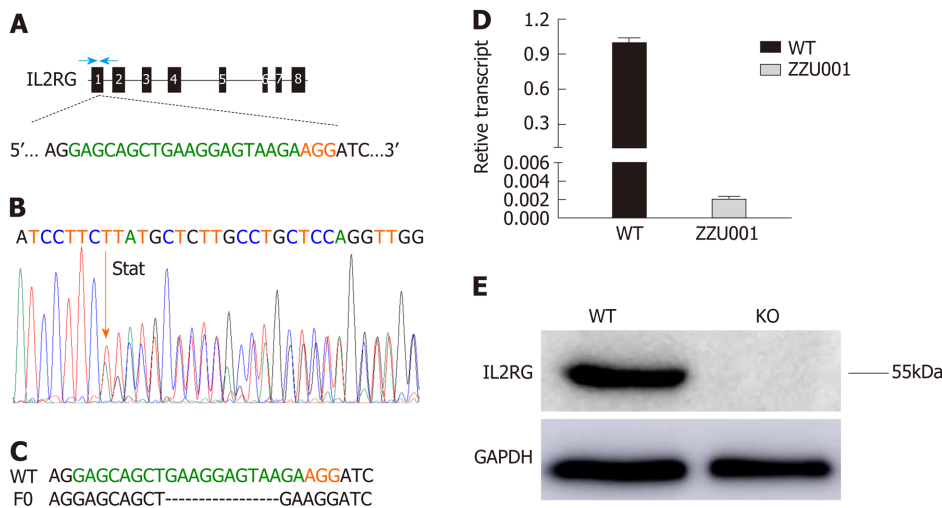 A
IL2RG 1 2 3 4 5 6 7 8
5'... AGGAGCAGCTGAAGGAGTAAGAAGGATC...3'
B
ATCCTTCTTATGCTCTTGCCTGCTCCAGGTTGG
Stat
C
WT AGGAGCAGCTGAAGGAGTAAGAAGGATC
F0 AGGAGCAGCT----------------GAAGGATC
D
Retive transcript
1.2
0.9
0.6
0.3
0.006
0.004
0.002
0.000
WT ZZU001
WT
ZZU001
E
WT KO
IL2RG 55kDa
GAPDH